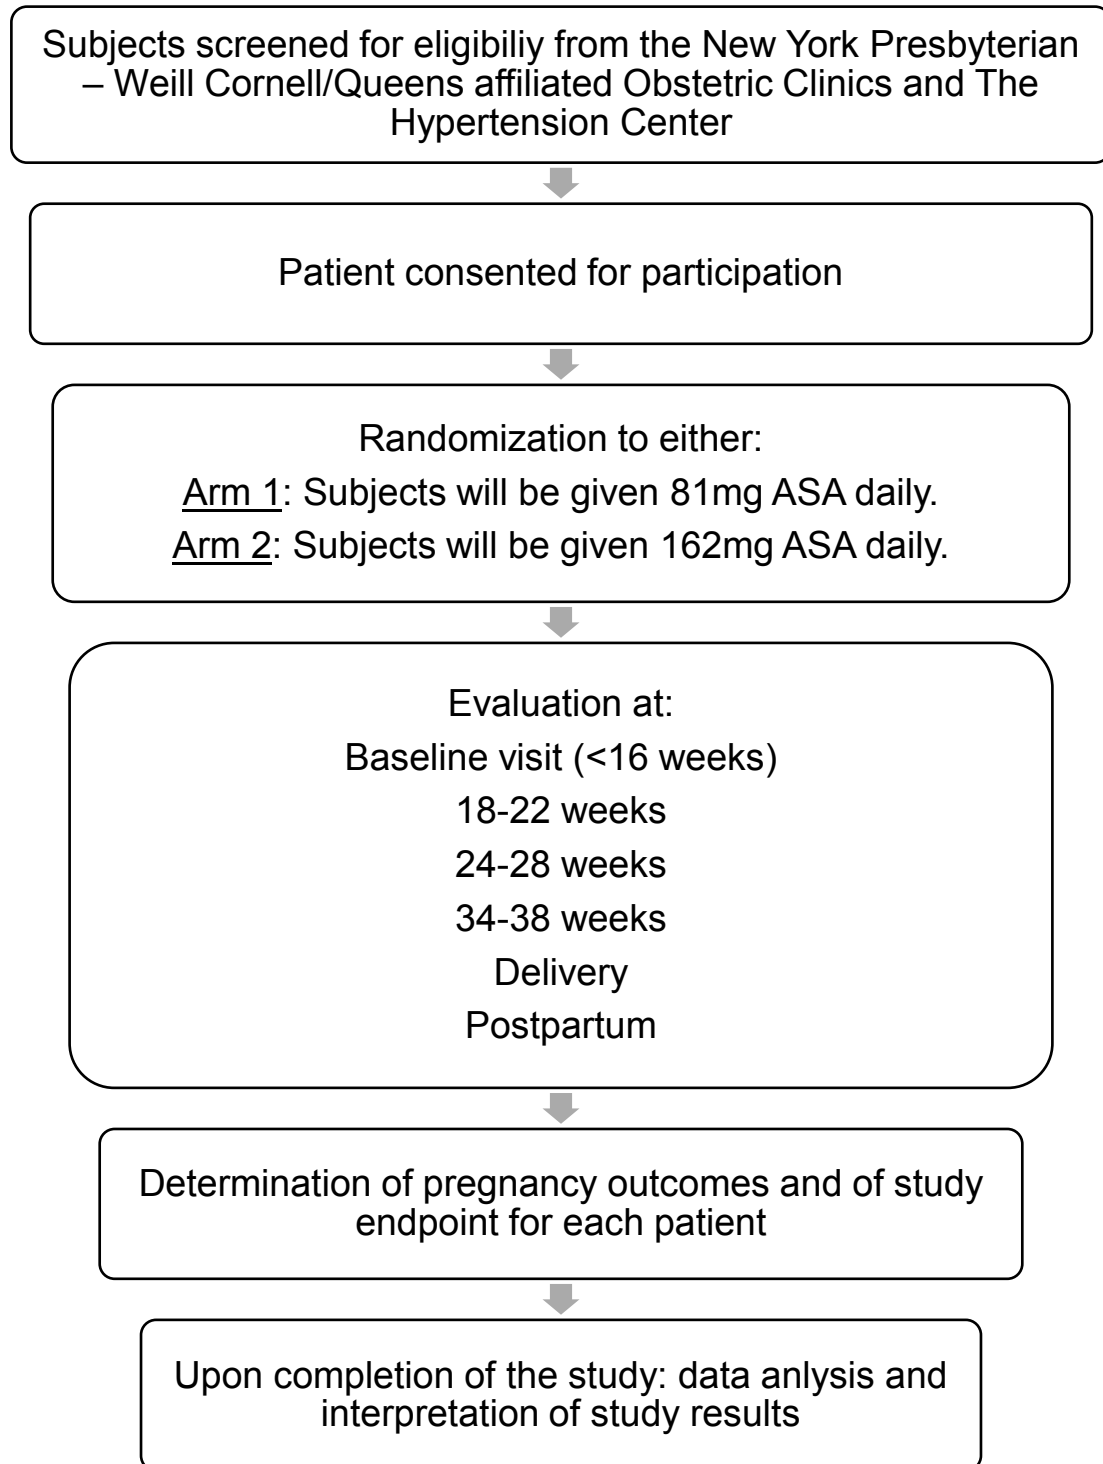 Subjects screened for eligibiliy from the New York Presbyterian
– Weill Cornell/Queens affiliated Obstetric Clinics and The
Hypertension Center
Patient consented for participation
Randomization to either:
Arm 1: Subjects will be given 81mg ASA daily.
Arm 2: Subjects will be given 162mg ASA daily.
Evaluation at:
Baseline visit (<16 weeks)
18-22 weeks
24-28 weeks
34-38 weeks
Delivery
Postpartum
Determination of pregnancy outcomes and of study
endpoint for each patient
Upon completion of the study: data anlysis and
interpretation of study results